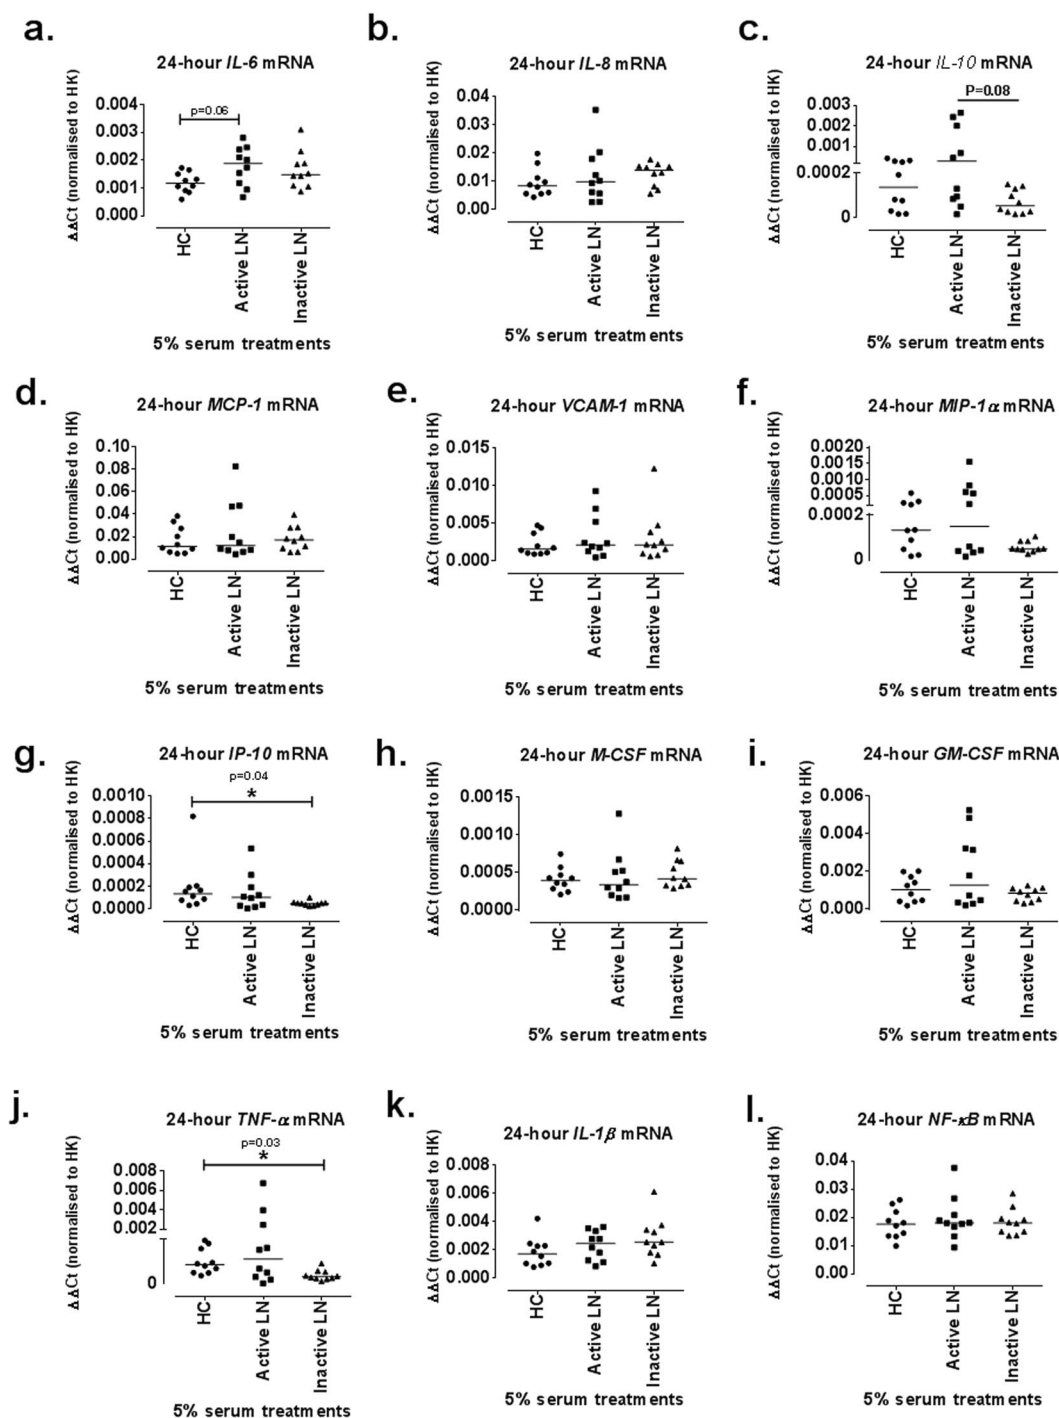 a.
24-hour IL-6 mRNA
ΔΔCt (normalised to HK)
p=0.06
0.004
0.003
0.002
0.001
0.000
HC
Active LN
Inactive LN
5% serum treatments
b.
24-hour IL-8 mRNA
ΔΔCt (normalised to HK)
0.04
0.03
0.02
0.01
0.00
HC
Active LN
Inactive LN
5% serum treatments
c.
24-hour IL-10 mRNA
ΔΔCt (normalised to HK)
P=0.08
0.003
0.002
0.001
0.0002
0
HC
Active LN
Inactive LN
5% serum treatments
d.
24-hour MCP-1 mRNA
ΔΔCt (normalised to HK)
0.10
0.08
0.06
0.04
0.02
0.00
HC
Active LN
Inactive LN
5% serum treatments
e.
24-hour VCAM-1 mRNA
ΔΔCt (normalised to HK)
0.015
0.010
0.005
0.000
HC
Active LN
Inactive LN
5% serum treatments
f.
24-hour MIP-1α mRNA
ΔΔCt (normalised to HK)
0.0020
0.0015
0.0010
0.0005
0.0002
0
HC
Active LN
Inactive LN
5% serum treatments
g.
24-hour IP-10 mRNA
p=0.04
*
ΔΔCt (normalised to HK)
0.0010
0.0008
0.0006
0.0004
0.0002
0.0000
HC
Active LN
Inactive LN
5% serum treatments
h.
24-hour M-CSF mRNA
ΔΔCt (normalised to HK)
0.0015
0.0010
0.0005
0.0000
HC
Active LN
Inactive LN
5% serum treatments
i.
24-hour GM-CSF mRNA
ΔΔCt (normalised to HK)
0.006
0.004
0.002
0.000
HC
Active LN
Inactive LN
5% serum treatments
j.
24-hour TNF-α mRNA
p=0.03
*
ΔΔCt (normalised to HK)
0.008
0.006
0.004
0.002
0
HC
Active LN
Inactive LN
5% serum treatments
k.
24-hour IL-1β mRNA
ΔΔCt (normalised to HK)
0.008
0.006
0.004
0.002
0.000
HC
Active LN
Inactive LN
5% serum treatments
l.
24-hour NF-κB mRNA
ΔΔCt (normalised to HK)
0.04
0.03
0.02
0.01
0.00
HC
Active LN
Inactive LN
5% serum treatments